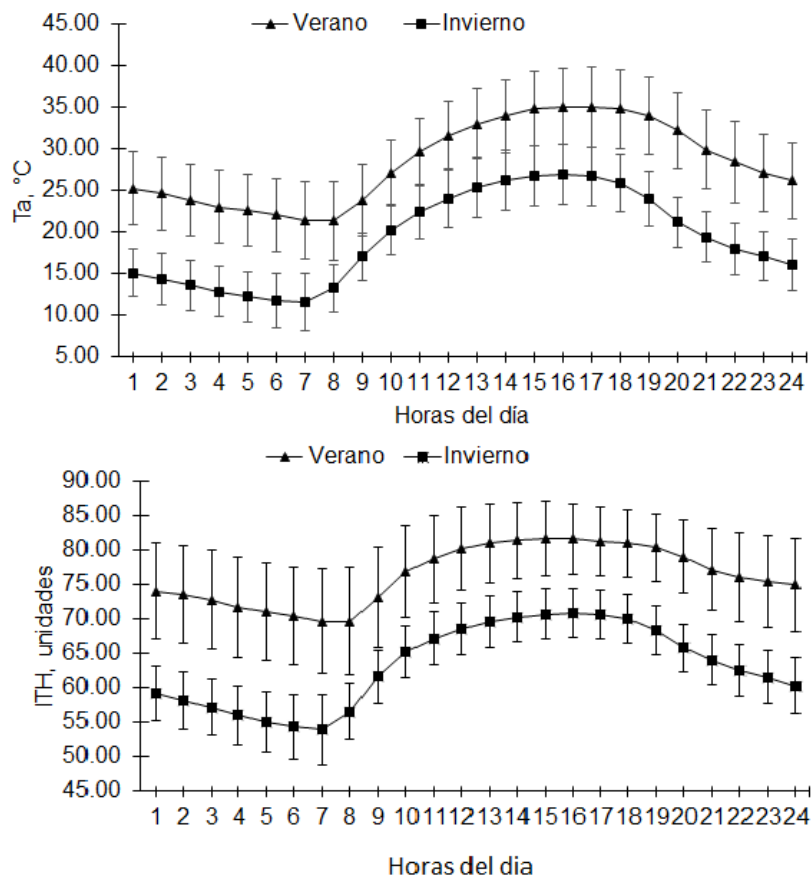 Verano Invierno
45.00
40.00
35.00
30.00
25.00
20.00
15.00
10.00
5.00
Ta, °C
1 2 3 4 5 6 7 8 9 10 11 12 13 14 15 16 17 18 19 20 21 22 23 24
Horas del día
Verano Invierno
90.00
85.00
80.00
75.00
70.00
65.00
60.00
55.00
50.00
45.00
ITH, unidades
1 2 3 4 5 6 7 8 9 10 11 12 13 14 15 16 17 18 19 20 21 22 23 24
Horas del dia